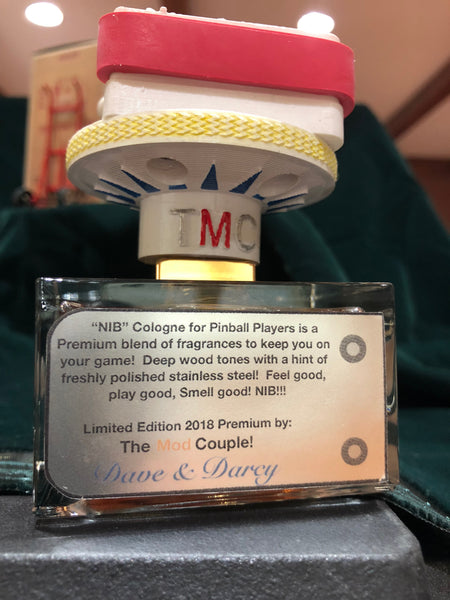 TMC
“NIB” Cologne for Pinball Players is a
Premium blend of fragrances to keep you on
your game!  Deep wood tones with a hint of
freshly polished stainless steel!  Feel good,
play good, Smell good! NIB!!!
Limited Edition 2018 Premium by:
The Mod Couple!
Dave & Darcy